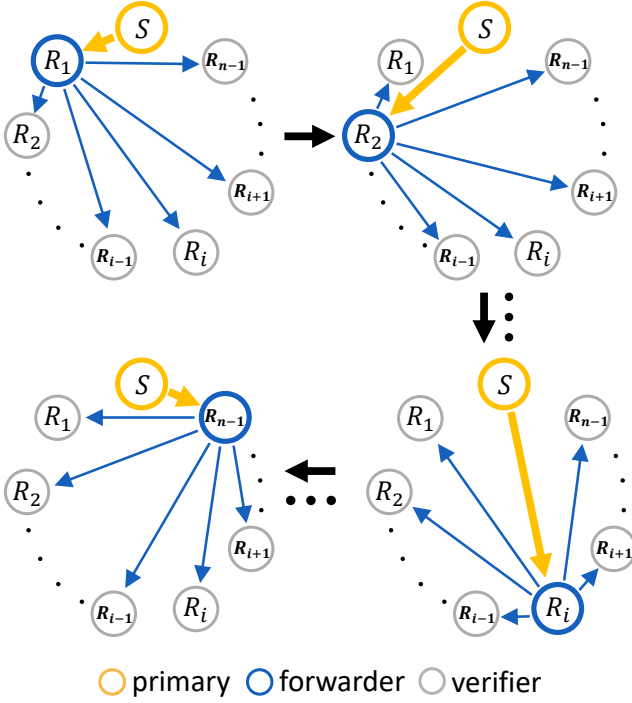 S
R₁
Rₙ₋₁
R₂
Rᵢ₊₁
Rᵢ₋₁
Rᵢ
S
R₁
Rₙ₋₁
R₂
Rᵢ₊₁
Rᵢ₋₁
Rᵢ
S
R₁
Rₙ₋₁
R₂
Rᵢ₊₁
Rᵢ₋₁
Rᵢ
S
R₁
Rₙ₋₁
R₂
Rᵢ₊₁
Rᵢ₋₁
Rᵢ
primary forwarder verifier